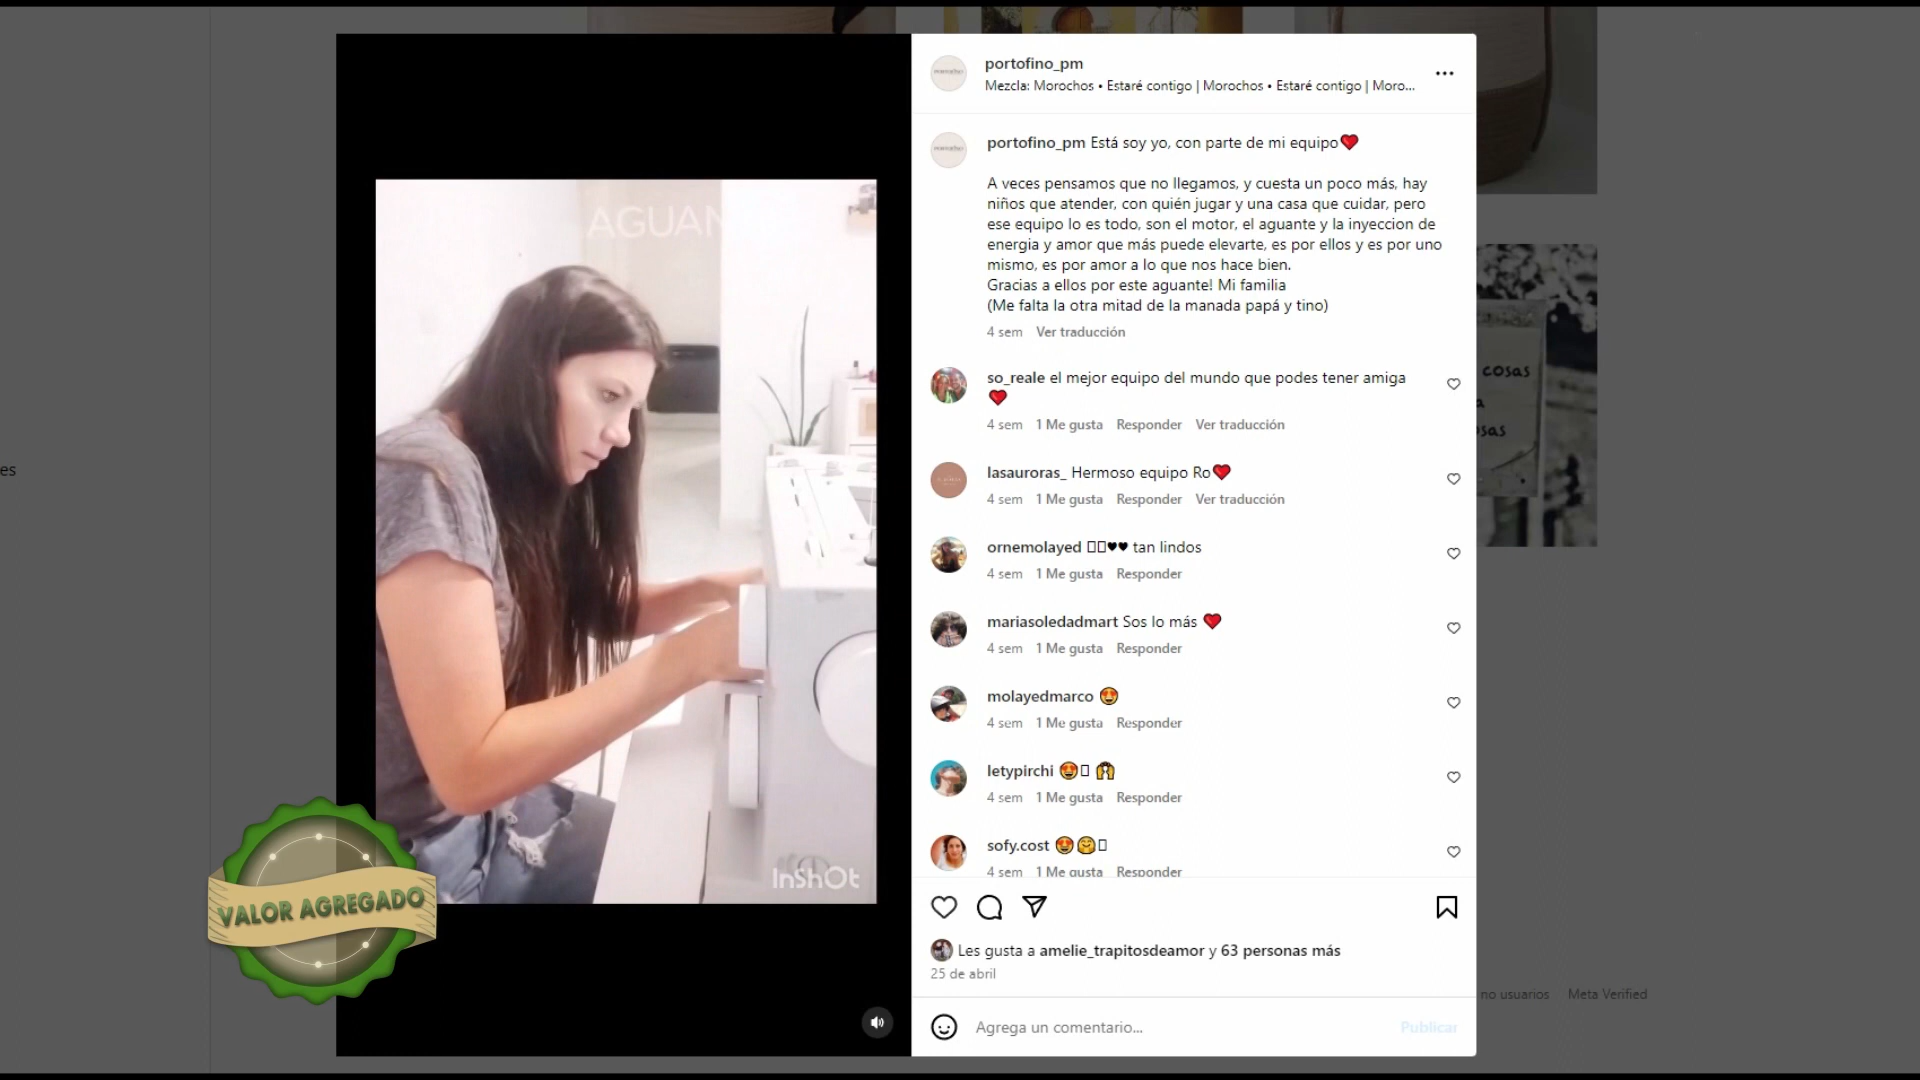 portofino_pm
Mezcla: Morochos • Estaré contigo | Morochos • Estaré contigo | Moro...
portofino_pm Está soy yo, con parte de mi equipo❤️
A veces pensamos que no llegamos, y cuesta un poco más, hay
niños que atender, con quién jugar y una casa que cuidar, pero
ese equipo lo es todo, son el motor, el aguante y la inyeccion de
energia y amor que más puede elevarte, es por ellos y es por uno
mismo, es por amor a lo que nos hace bien.
Gracias a ellos por este aguante! Mi familia
(Me falta la otra mitad de la manada papá y tino)
4 sem Ver traducción
so_reale el mejor equipo del mundo que podes tener amiga
❤️
4 sem 1 Me gusta Responder Ver traducción
lasauroras_ Hermoso equipo Ro❤️
4 sem 1 Me gusta Responder Ver traducción
ornemolayed ♥♥ tan lindos
4 sem 1 Me gusta Responder
mariasoledadmart Sos lo más ❤️
4 sem 1 Me gusta Responder
molayedmarco 😍
4 sem 1 Me gusta Responder
letypirchi 😍 🙌
4 sem 1 Me gusta Responder
sofy.cost 😍🤗
4 sem 1 Me gusta Responder
Les gusta a amelie_trapitosdeamor y 63 personas más
25 de abril
Agrega un comentario...
Publicar
AGUAN
InShOt
VALOR AGREGADO
es
cosas
a
osas
no usuarios Meta Verified